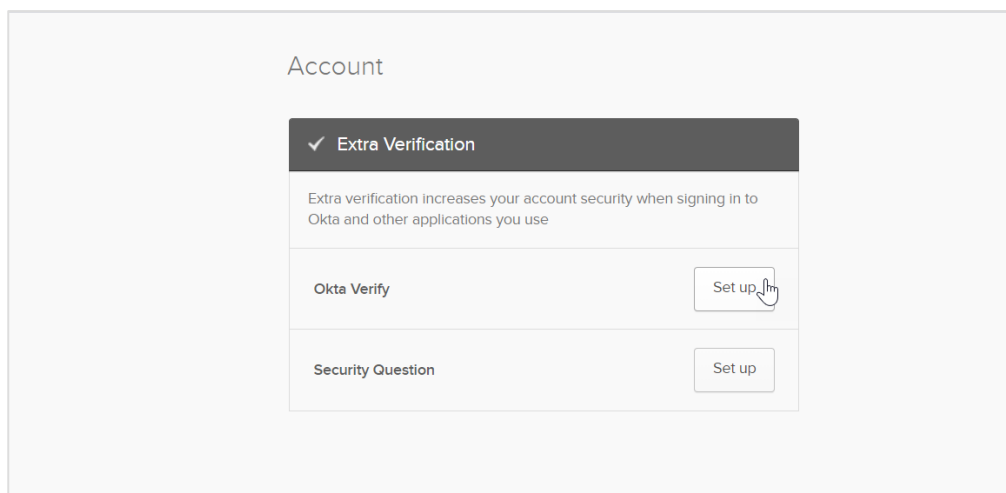 Account
Extra Verification
Extra verification increases your account security when signing in to
Okta and other applications you use
Okta Verify
Set up
Security Question
Set up